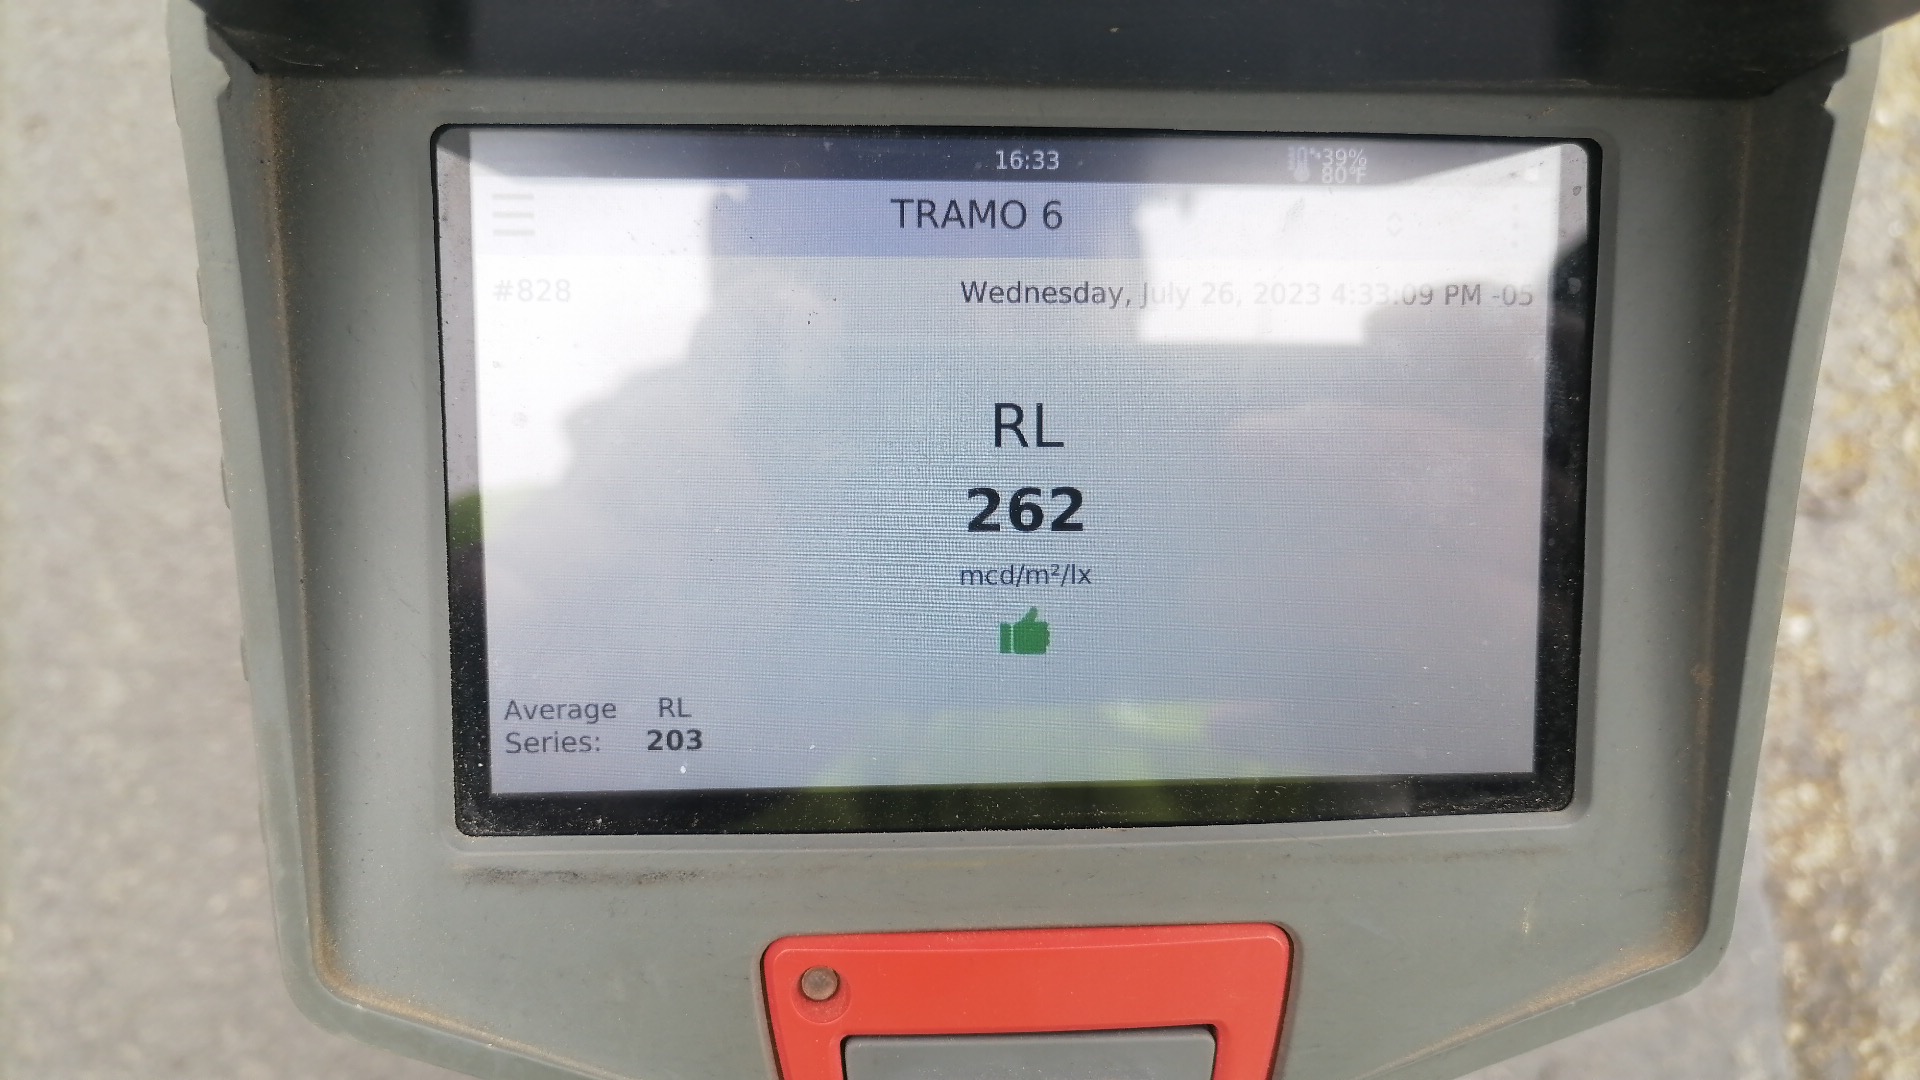 16:33
39%
80°F
TRAMO 6
#828
Wednesday, July 26, 2023 4:33:09 PM -05
RL
262
mcd/m²/lx
Average RL
Series: 203